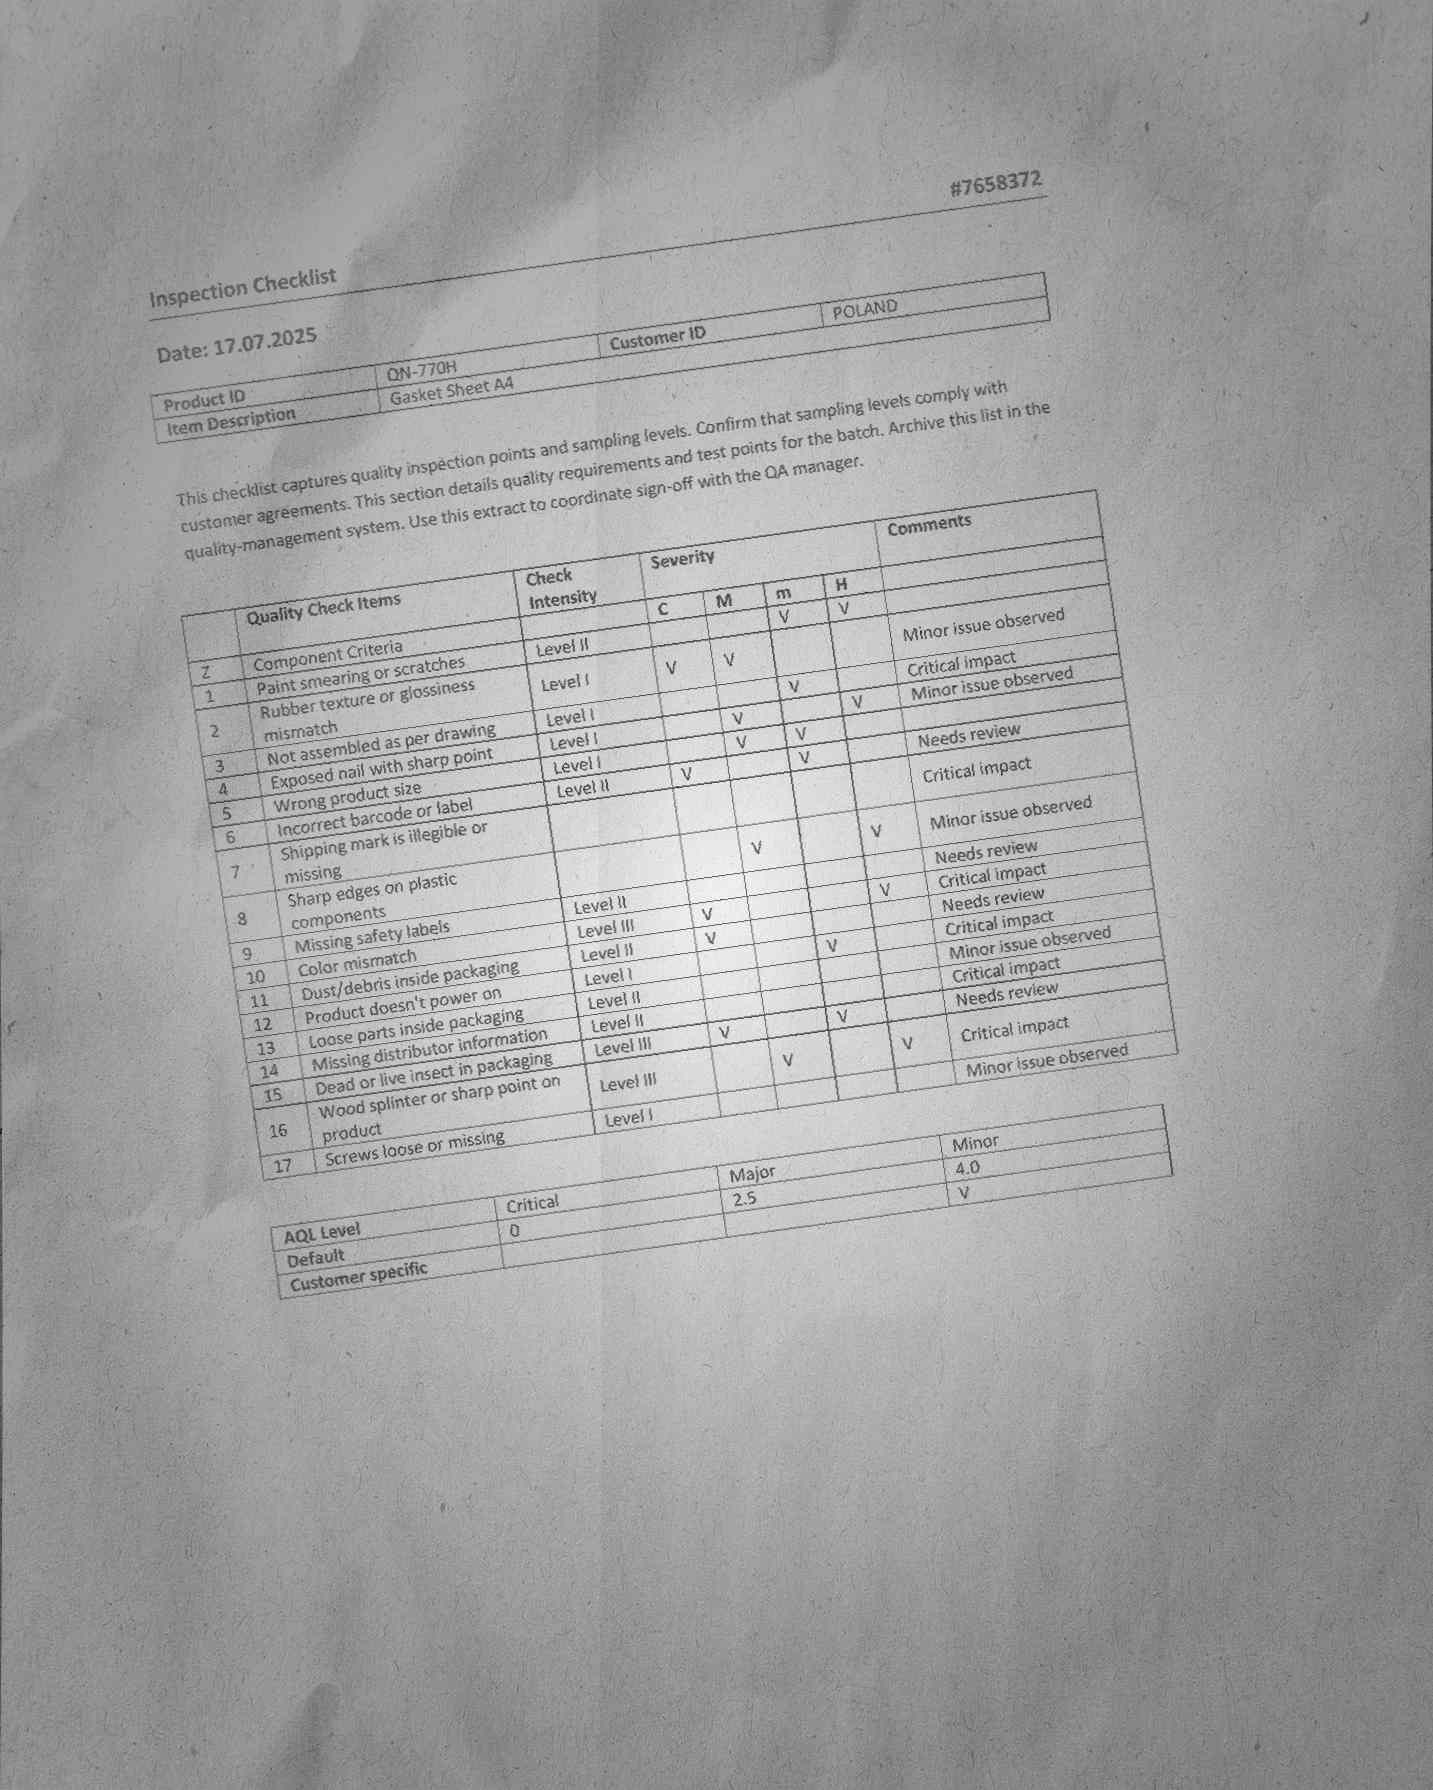 #7658372
Inspection Checklist
Date: 17.07.2025
Product ID QN-770H Customer ID POLAND
Item Description Gasket Sheet A4
This checklist captures quality inspection points and sampling levels. Confirm that sampling levels comply with
customer agreements. This section details quality requirements and test points for the batch. Archive this list in the
quality-management system. Use this extract to coordinate sign-off with the QA manager.
Quality Check Items Check Intensity Severity Comments
Z Component Criteria C M m H
1 Paint smearing or scratches Level II V V
2 Rubber texture or glossiness mismatch Level I V V Minor issue observed
3 Not assembled as per drawing Level I V Critical impact
4 Exposed nail with sharp point Level I V V Minor issue observed
5 Wrong product size Level I V V
6 Incorrect barcode or label Level II V V Needs review
7 Shipping mark is illegible or missing Critical impact
8 Sharp edges on plastic components V V Minor issue observed
9 Missing safety labels Level II Needs review
10 Color mismatch Level III V V Critical impact
11 Dust/debris inside packaging Level II V Needs review
12 Product doesn't power on Level I V Critical impact
13 Loose parts inside packaging Level II Minor issue observed
14 Missing distributor information Level II Critical impact
15 Dead or live insect in packaging Level III V V Needs review
16 Wood splinter or sharp point on product Level III V V Critical impact
17 Screws loose or missing Level I Minor issue observed
AQL Level Critical Major Minor
Default 0 2.5 4.0
Customer specific V